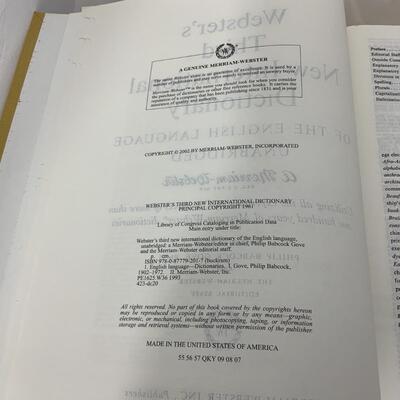 A GENUINE MERRIAM-WEBSTER
The name Webster alone is no guarantee of excellence. It is used by a
number of publishers and may serve mainly to mislead an unwary buyer.
Merriam-Webster™ is the name you should look for when you consider
the purchase of dictionaries or other fine reference books. It carries the
reputation of a company that has been publishing since 1831 and is your
assurance of quality and authority.
COPYRIGHT © 2002 BY MERRIAM-WEBSTER, INCORPORATED
WEBSTER'S THIRD NEW INTERNATIONAL DICTIONARY
PRINCIPAL COPYRIGHT 1961
Library of Congress Cataloging in Publication Data
Main entry under title:
Webster's third new international dictionary of the English language,
unabridged: a Merriam-Webster/editor in chief, Philip Babcock Gove
and the Merriam-Webster editorial staff.
p. cm.
ISBN 978-0-87779-201-7 (buckram)
1. English language—Dictionaries. I. Gove, Philip Babcock,
1902–1972. II. Merriam-Webster, Inc.
PE1625.W36 1993
423-dc20
All rights reserved. No part of this book covered by the copyrights hereon
may be reproduced or copied in any form or by any means—graphic,
electronic, or mechanical, including photocopying, taping, or information
storage and retrieval systems—without written permission of the publisher
MADE IN THE UNITED STATES OF AMERICA
55 56 57 QKY 09 08 07
Preface
Editorial Staff
Explanatory
Explanatory
Spelling
Plurals